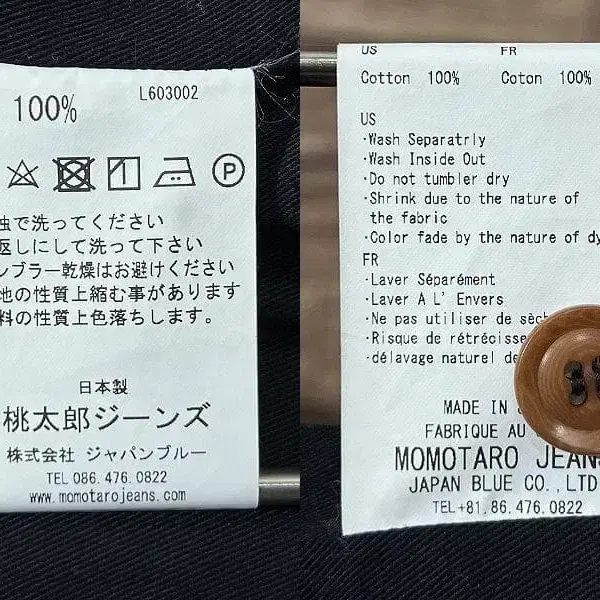 100%
L603002
P
独で洗ってください
返しにして洗って下さい
ンブラー乾燥はお避けください
地の性質上縮む事があります
料の性質上色落ちします。
日本製
桃太郎ジーンズ
株式会社 ジャパンブルー
TEL 086.476.0822
www.momotarojeans.com
US FR
Cotton 100% Coton 100%
US
・Wash Separatrly
・Wash Inside Out
・Do not tumbler dry
・Shrink due to the nature of
the fabric
・Color fade by the nature of dy
FR
・Laver Séparément
・Laver A L' Envers
・Ne pas utiliser de sèch
・Risque de rétrécisse
・délavage naturel de
MADE IN
FABRIQUE AU
MOMOTARO JEANS
JAPAN BLUE CO.,LTD
TEL+81.86.476.0822